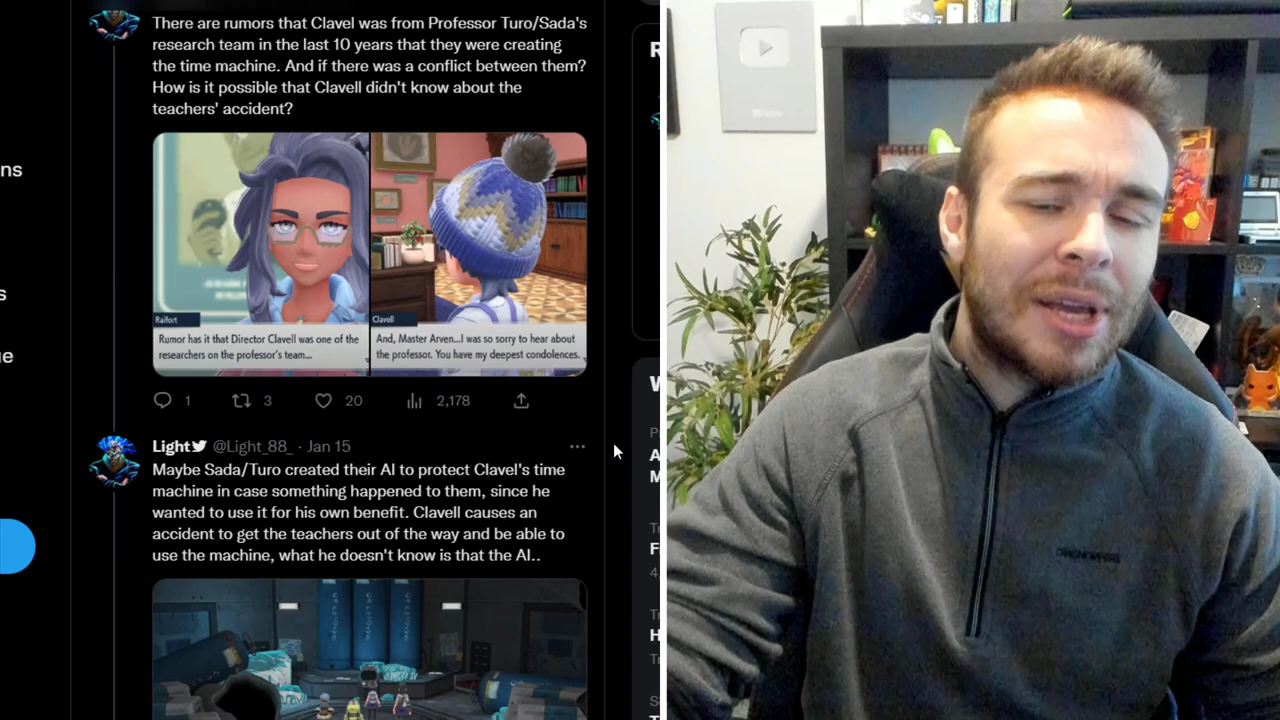 There are rumors that Clavel was from Professor Turo/Sada's
research team in the last 10 years that they were creating
the time machine. And if there was a conflict between them?
How is it possible that Clavell didn't know about the
teachers' accident?
ns
s
ue
Raifort
Rumor has it that Director Clavell was one of the
researchers on the professor's team...
Clavell
And, Master Arven...I was so sorry to hear about
the professor. You have my deepest condolences.
1
3
20
2,178
Light @Light_88_ · Jan 15
Maybe Sada/Turo created their AI to protect Clavel's time
machine in case something happened to them, since he
wanted to use it for his own benefit. Clavell causes an
accident to get the teachers out of the way and be able to
use the machine, what he doesn't know is that the AI..
R
W
P
A
M
Tr
F
4
Tr
H
Tr
S
T